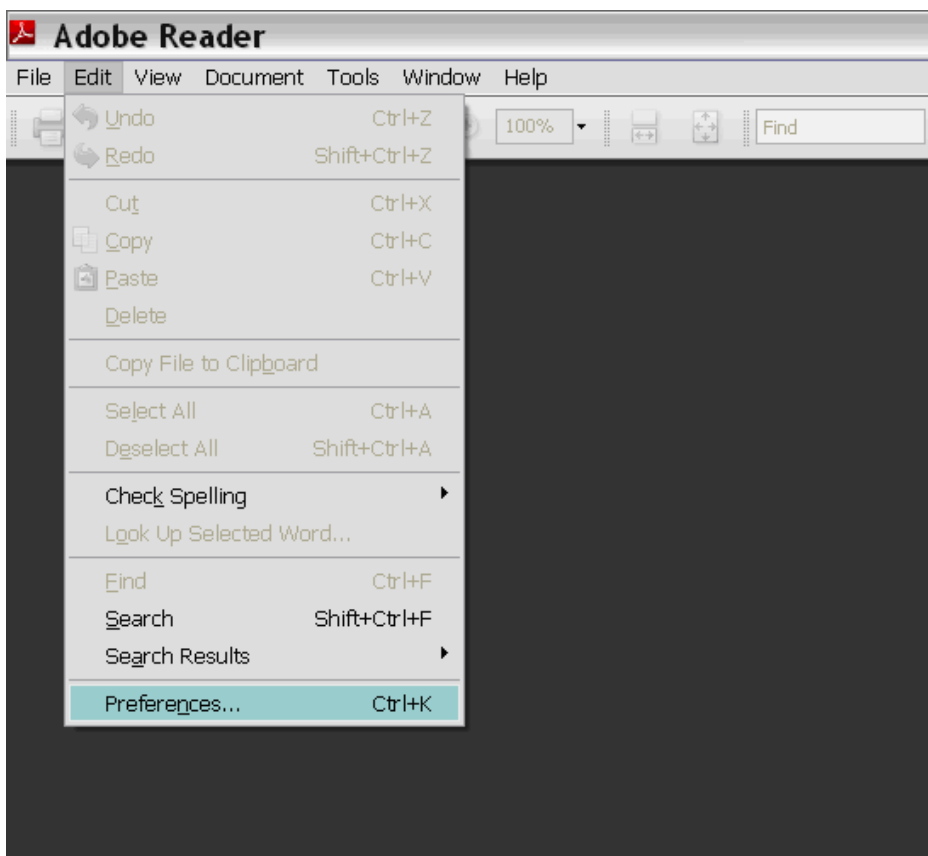 Adobe Reader
File Edit View Document Tools Window Help
100% Find
Undo Ctrl+Z
Redo Shift+Ctrl+Z
Cut Ctrl+X
Copy Ctrl+C
Paste Ctrl+V
Delete
Copy File to Clipboard
Select All Ctrl+A
Deselect All Shift+Ctrl+A
Check Spelling
Look Up Selected Word...
Find Ctrl+F
Search Shift+Ctrl+F
Search Results
Preferences... Ctrl+K